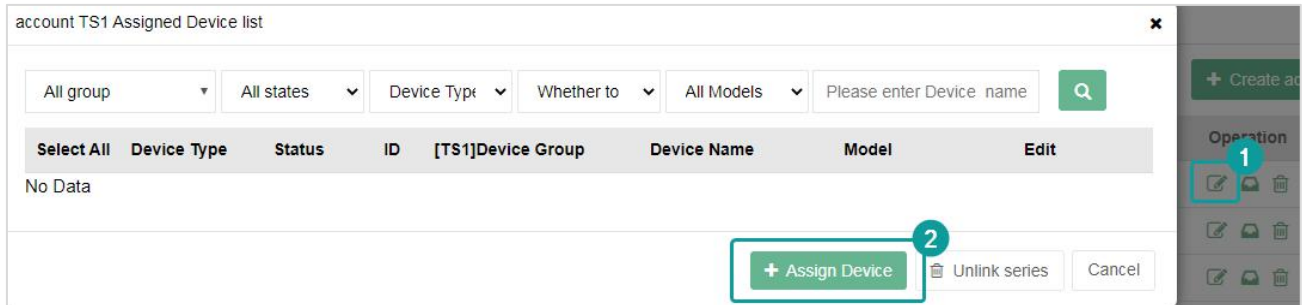 account TS1 Assigned Device list
All group All states Device Type Whether to All Models Please enter Device name
+ Create ac
Select All Device Type Status ID [TS1]Device Group Device Name Model Edit
Operation
1
No Data
2
+ Assign Device Unlink series Cancel